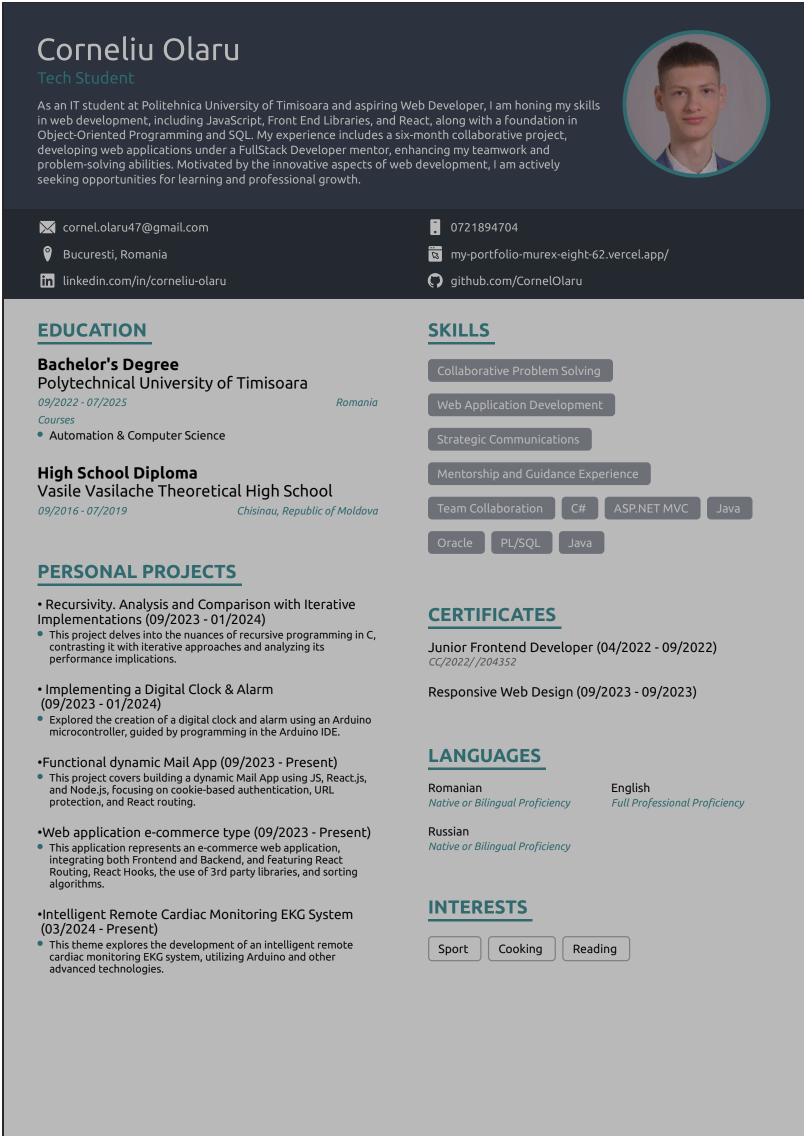 Corneliu Olaru
Tech Student
As an IT student at Politehnica University of Timisoara and aspiring Web Developer, I am honing my skills
in web development, including JavaScript, Front End Libraries, and React, along with a foundation in
Object-Oriented Programming and SQL. My experience includes a six-month collaborative project,
developing web applications under a FullStack Developer mentor, enhancing my teamwork and
problem-solving abilities. Motivated by the innovative aspects of web development, I am actively
seeking opportunities for learning and professional growth.
cornel.olaru47@gmail.com
0721894704
Bucuresti, Romania
my-portfolio-murex-eight-62.vercel.app/
linkedin.com/in/corneliu-olaru
github.com/CornelOlaru
EDUCATION
Bachelor's Degree
Polytechnical University of Timisoara
09/2022 - 07/2025 Romania
Courses
Automation & Computer Science
High School Diploma
Vasile Vasilache Theoretical High School
09/2016 - 07/2019 Chisinau, Republic of Moldova
PERSONAL PROJECTS
• Recursivity. Analysis and Comparison with Iterative
Implementations (09/2023 - 01/2024)
This project delves into the nuances of recursive programming in C,
contrasting it with iterative approaches and analyzing its
performance implications.
• Implementing a Digital Clock & Alarm
(09/2023 - 01/2024)
Explored the creation of a digital clock and alarm using an Arduino
microcontroller, guided by programming in the Arduino IDE.
•Functional dynamic Mail App (09/2023 - Present)
This project covers building a dynamic Mail App using JS, React.js,
and Node.js, focusing on cookie-based authentication, URL
protection, and React routing.
•Web application e-commerce type (09/2023 - Present)
This application represents an e-commerce web application,
integrating both Frontend and Backend, and featuring React
Routing, React Hooks, the use of 3rd party libraries, and sorting
algorithms.
•Intelligent Remote Cardiac Monitoring EKG System
(03/2024 - Present)
This theme explores the development of an intelligent remote
cardiac monitoring EKG system, utilizing Arduino and other
advanced technologies.
SKILLS
Collaborative Problem Solving
Web Application Development
Strategic Communications
Mentorship and Guidance Experience
Team Collaboration C# ASP.NET MVC Java
Oracle PL/SQL Java
CERTIFICATES
Junior Frontend Developer (04/2022 - 09/2022)
CC/2022/ /204352
Responsive Web Design (09/2023 - 09/2023)
LANGUAGES
Romanian English
Native or Bilingual Proficiency Full Professional Proficiency
Russian
Native or Bilingual Proficiency
INTERESTS
Sport Cooking Reading